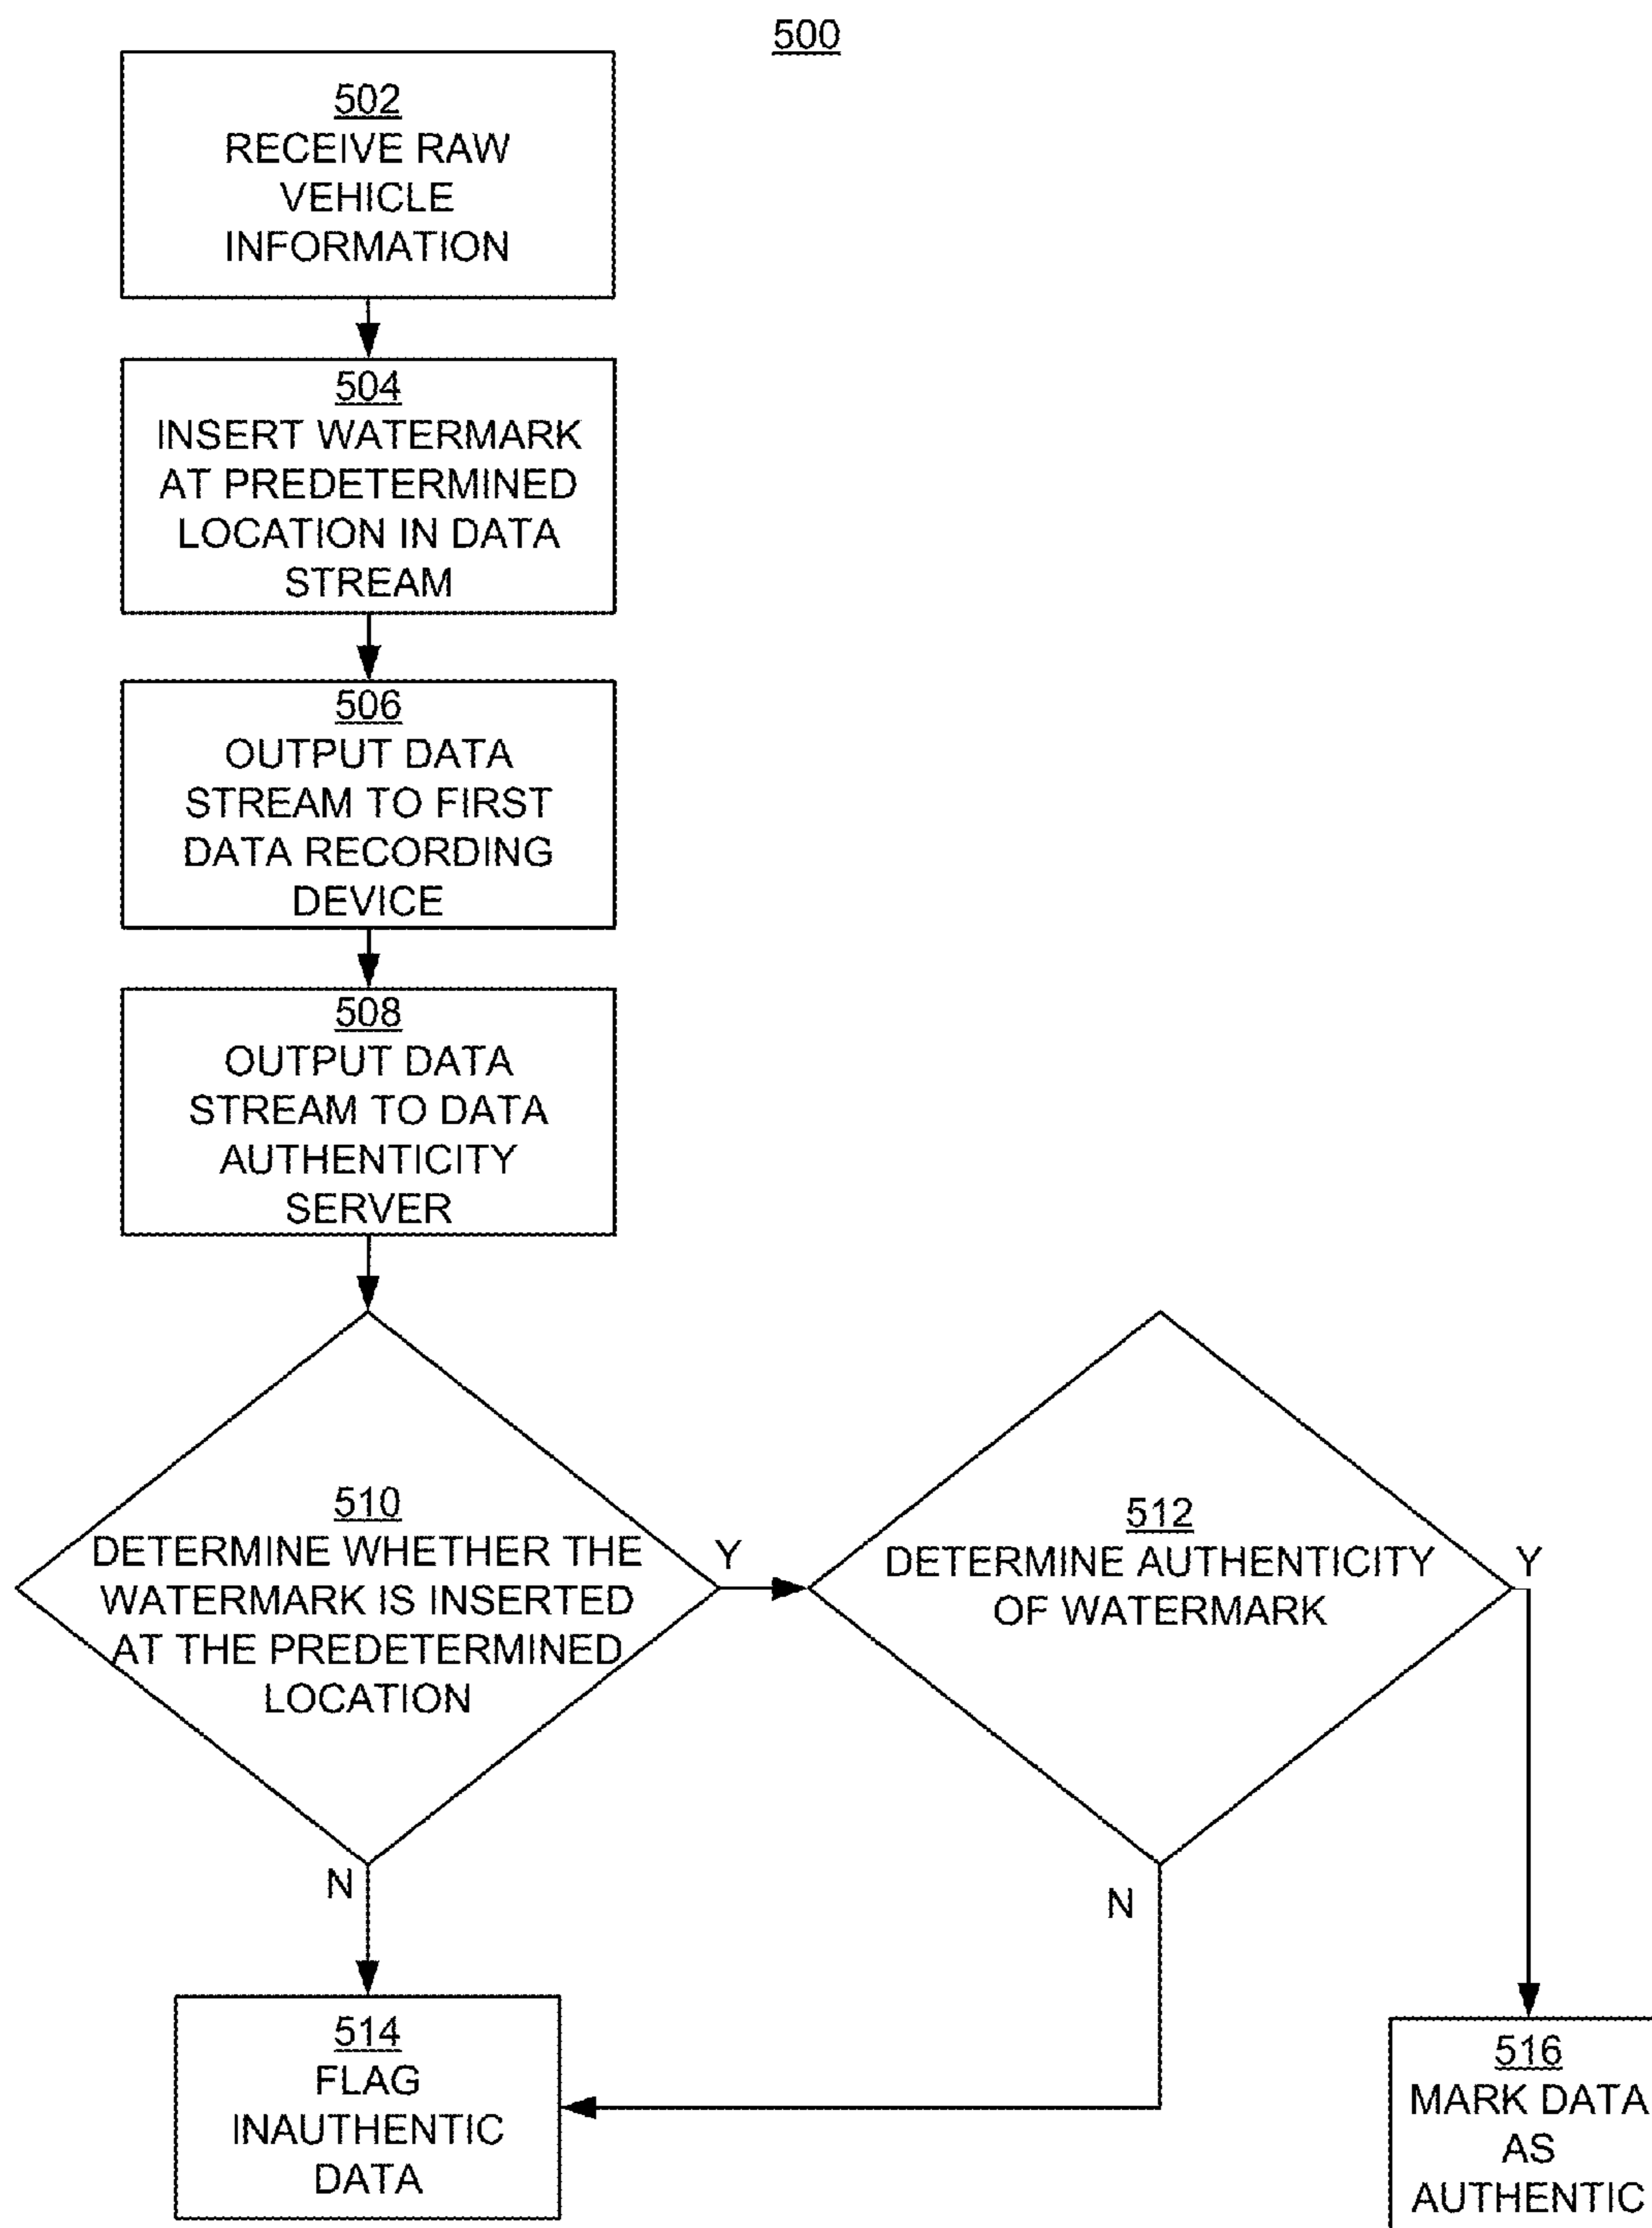 500
502
RECEIVE RAW
VEHICLE
INFORMATION
504
INSERT WATERMARK
AT PREDETERMINED
LOCATION IN DATA
STREAM
506
OUTPUT DATA
STREAM TO FIRST
DATA RECORDING
DEVICE
508
OUTPUT DATA
STREAM TO DATA
AUTHENTICITY
SERVER
510
DETERMINE WHETHER THE
WATERMARK IS INSERTED
AT THE PREDETERMINED
LOCATION
Y
N
512
DETERMINE AUTHENTICITY
OF WATERMARK
Y
N
514
FLAG
INAUTHENTIC
DATA
516
MARK DATA
AS
AUTHENTIC